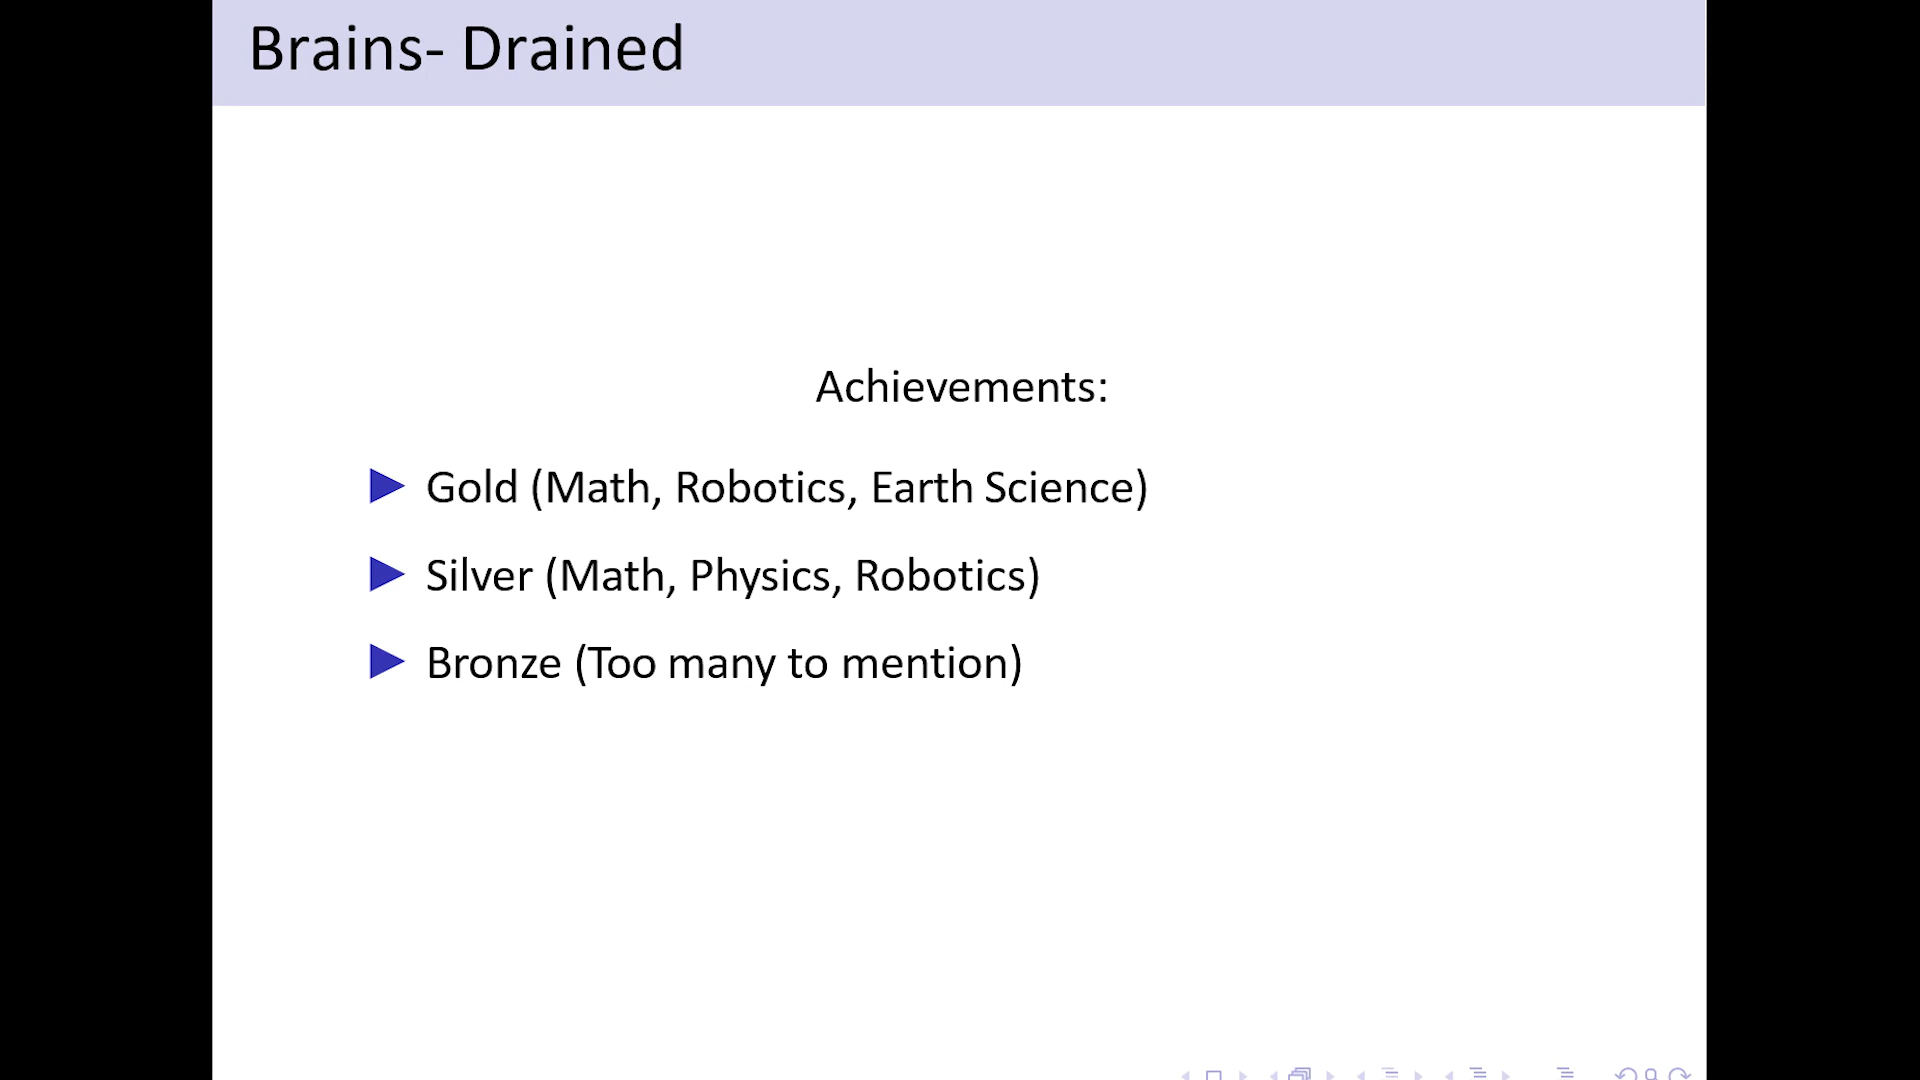 Brains- Drained
Achievements:
Gold (Math, Robotics, Earth Science)
Silver (Math, Physics, Robotics)
Bronze (Too many to mention)